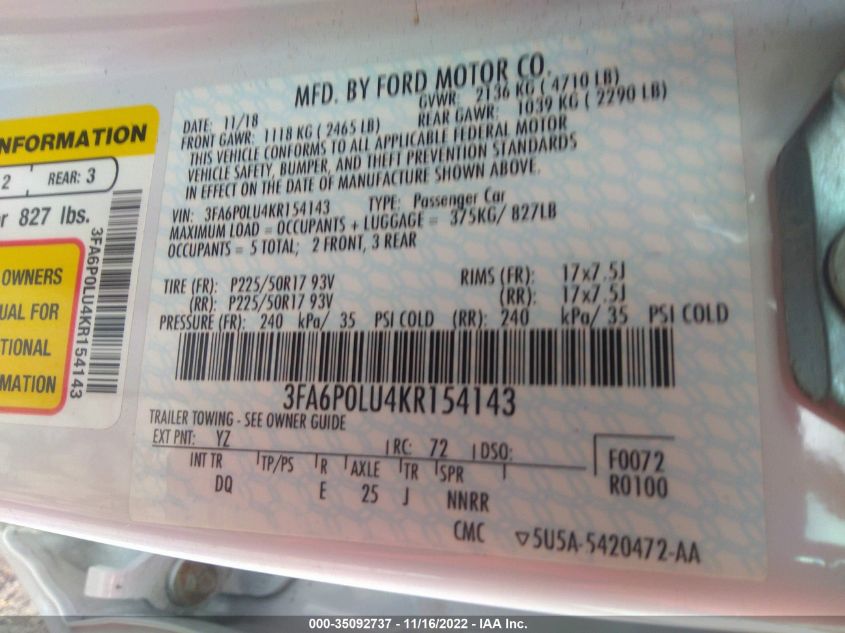 MFD. BY FORD MOTOR CO.
DATE: 11/18 GVWR: 2136 KG ( 4710 LB)
FRONT GAWR: 1118 KG ( 2465 LB) REAR GAWR: 1039 KG ( 2290 LB)
THIS VEHICLE CONFORMS TO ALL APPLICABLE FEDERAL MOTOR
VEHICLE SAFETY, BUMPER, AND THEFT PREVENTION STANDARDS
IN EFFECT ON THE DATE OF MANUFACTURE SHOWN ABOVE.
VIN: 3FA6P0LU4KR154143 TYPE: Passenger Car
MAXIMUM LOAD = OCCUPANTS + LUGGAGE = 375KG/ 827LB
OCCUPANTS = 5 TOTAL; 2 FRONT, 3 REAR
TIRE (FR): P225/50R17 93V RIMS (FR): 17x7.5J
(RR): P225/50R17 93V (RR): 17x7.5J
PRESSURE (FR): 240 kPa/ 35 PSI COLD (RR): 240 kPa/ 35 PSI COLD
3FA6P0LU4KR154143
TRAILER TOWING - SEE OWNER GUIDE
EXT PNT: YZ RC: 72 DSO: F0072
INT TR TP/PS R AXLE TR SPR R0100
DQ E 25 J NNRR
CMC ▽5U5A-5420472-AA
NFORMATION
2 REAR: 3
r 827 lbs.
3FA6P0LU4KR154143
OWNERS
UAL FOR
TIONAL
MATION
000-35092737 - 11/16/2022 - IAA Inc.